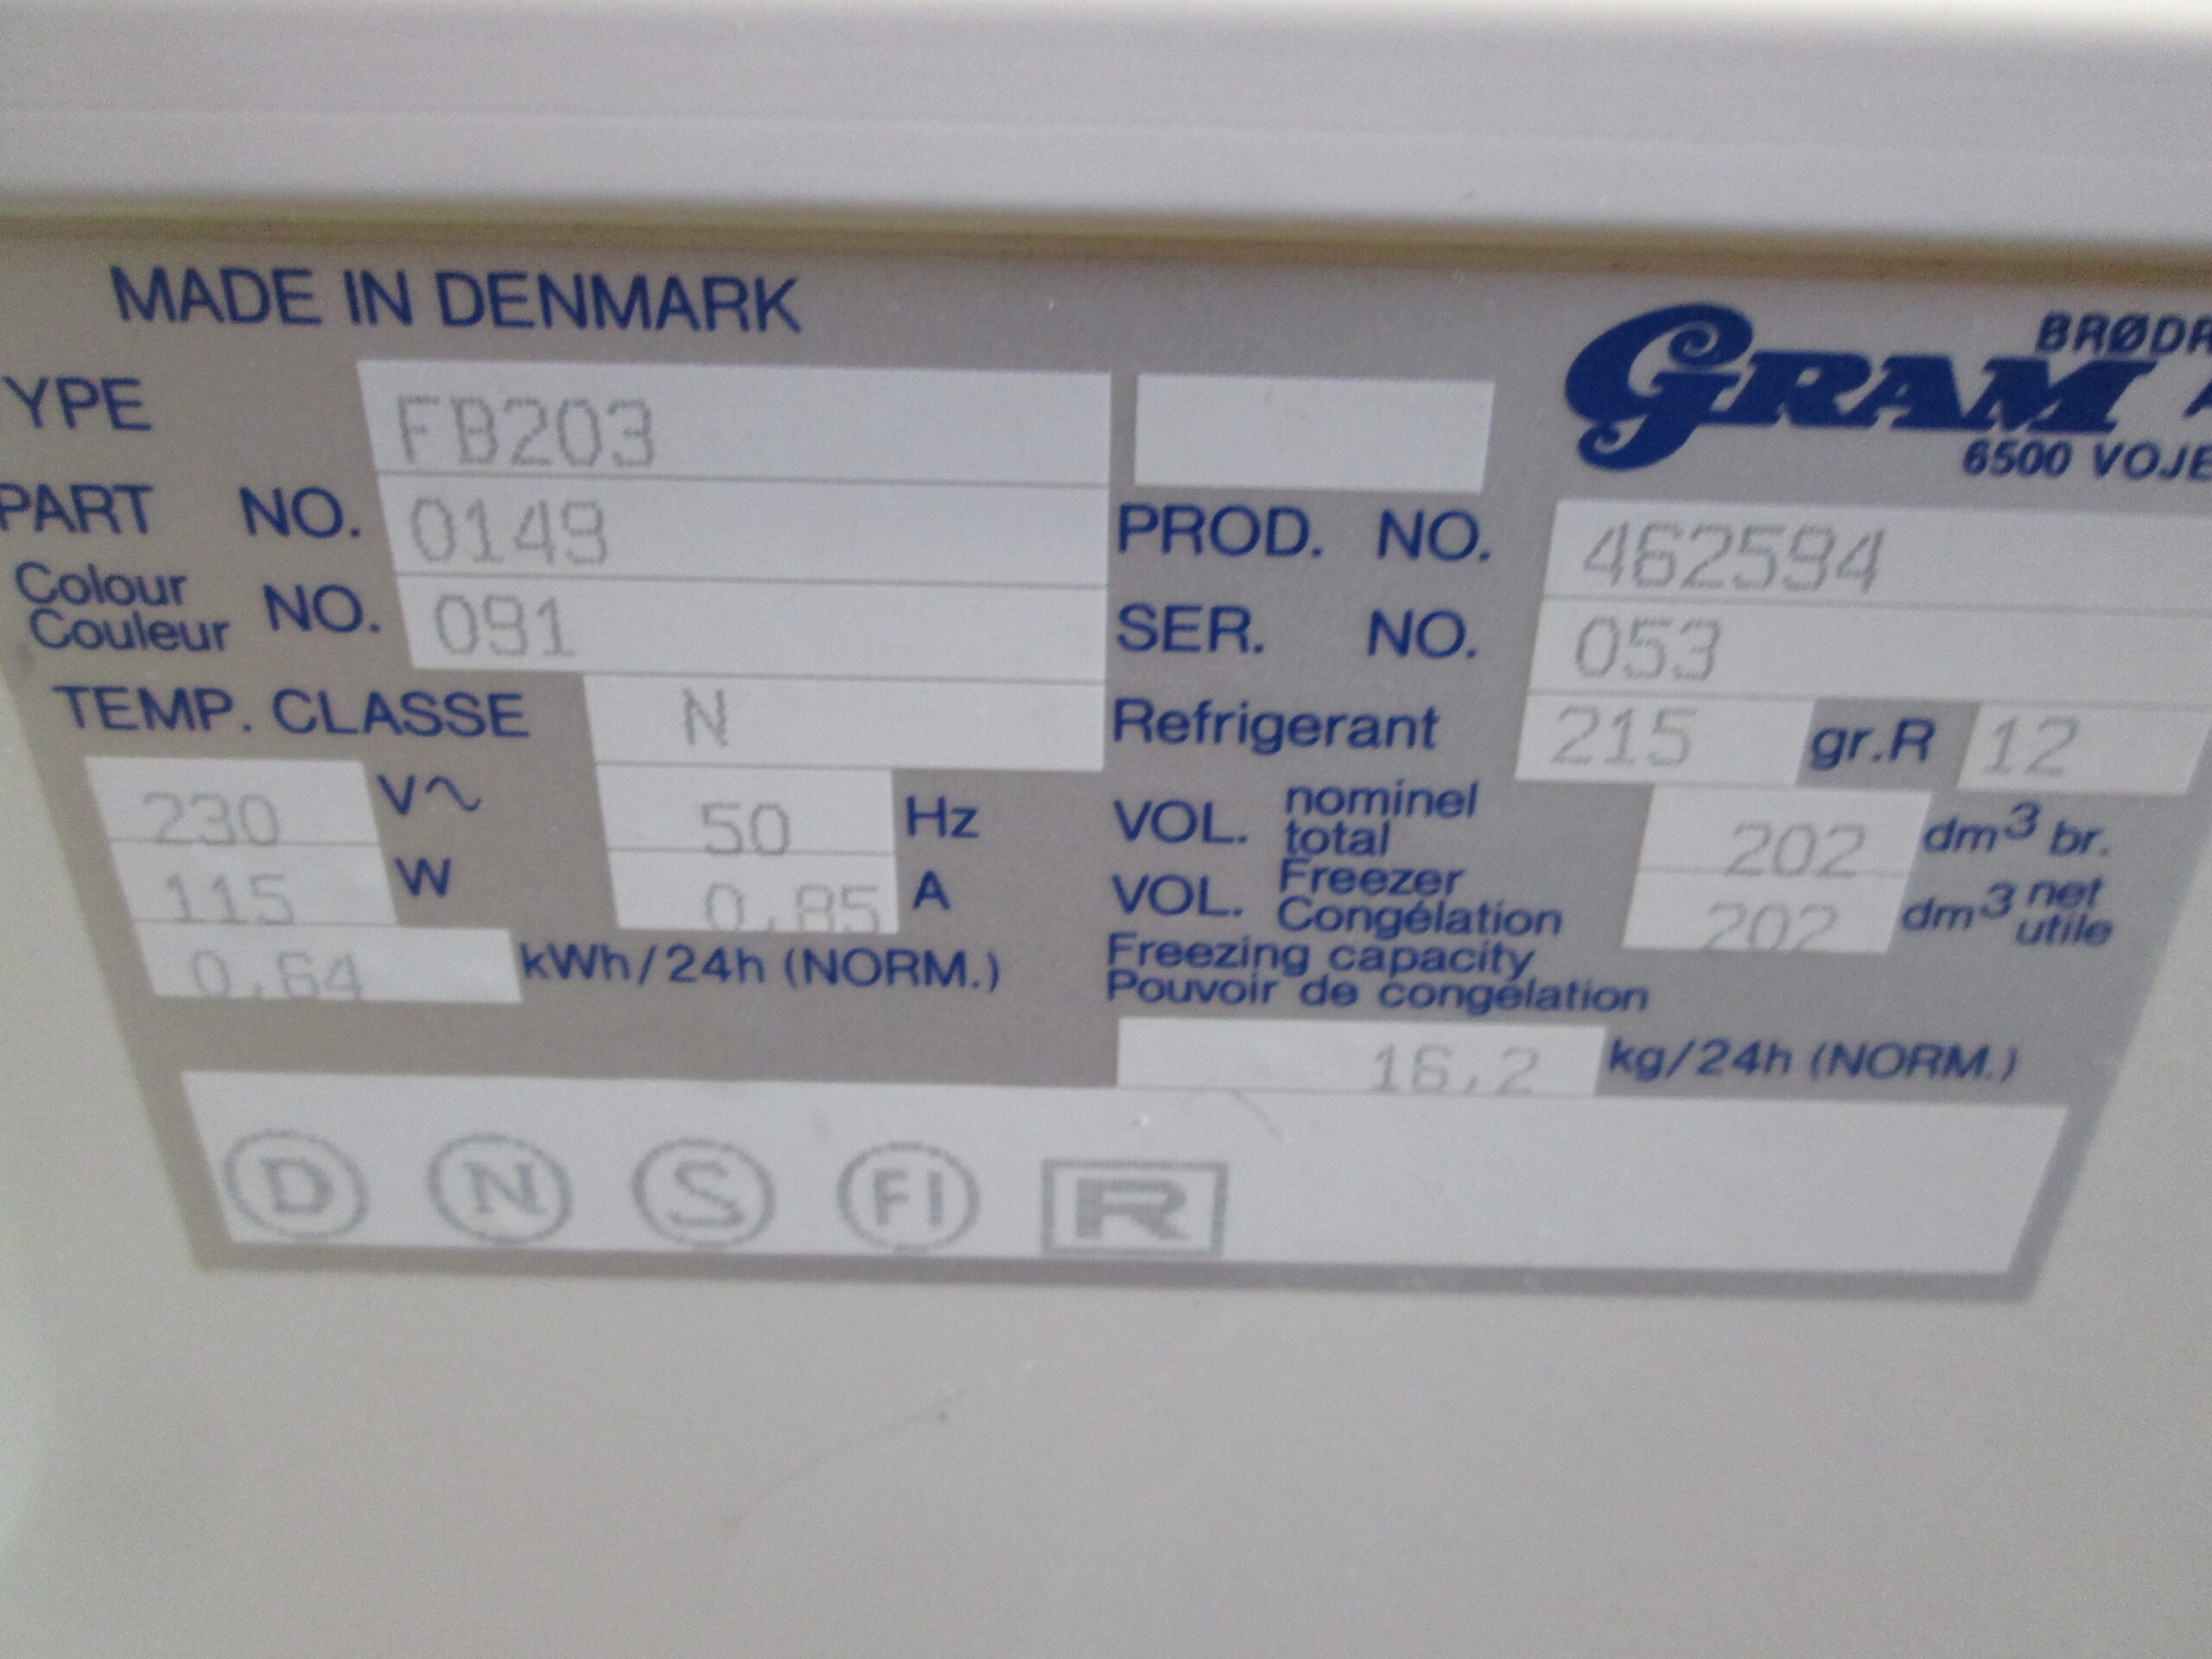 MADE IN DENMARK
BRØDR
GRAM A
6500 VOJE
YPE FB203
PART NO. 0149
PROD. NO. 462594
Colour
Couleur NO. 091
SER. NO. 053
TEMP. CLASSE N
Refrigerant 215 gr.R 12
230 V~ 50 Hz
VOL. nominel
total 202 dm³ br.
115 W 0.85 A
VOL. Freezer
Congélation 202 dm³ net
utile
0.64 kWh/24h (NORM.)
Freezing capacity
Pouvoir de congélation
16.2 kg/24h (NORM.)
D N S FI R